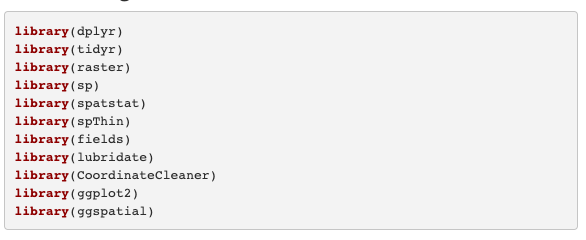 library(dplyr)
library(tidyr)
library(raster)
library(sp)
library(spatstat)
library(spThin)
library(fields)
library(lubridate)
library(CoordinateCleaner)
library(ggplot2)
library(ggspatial)